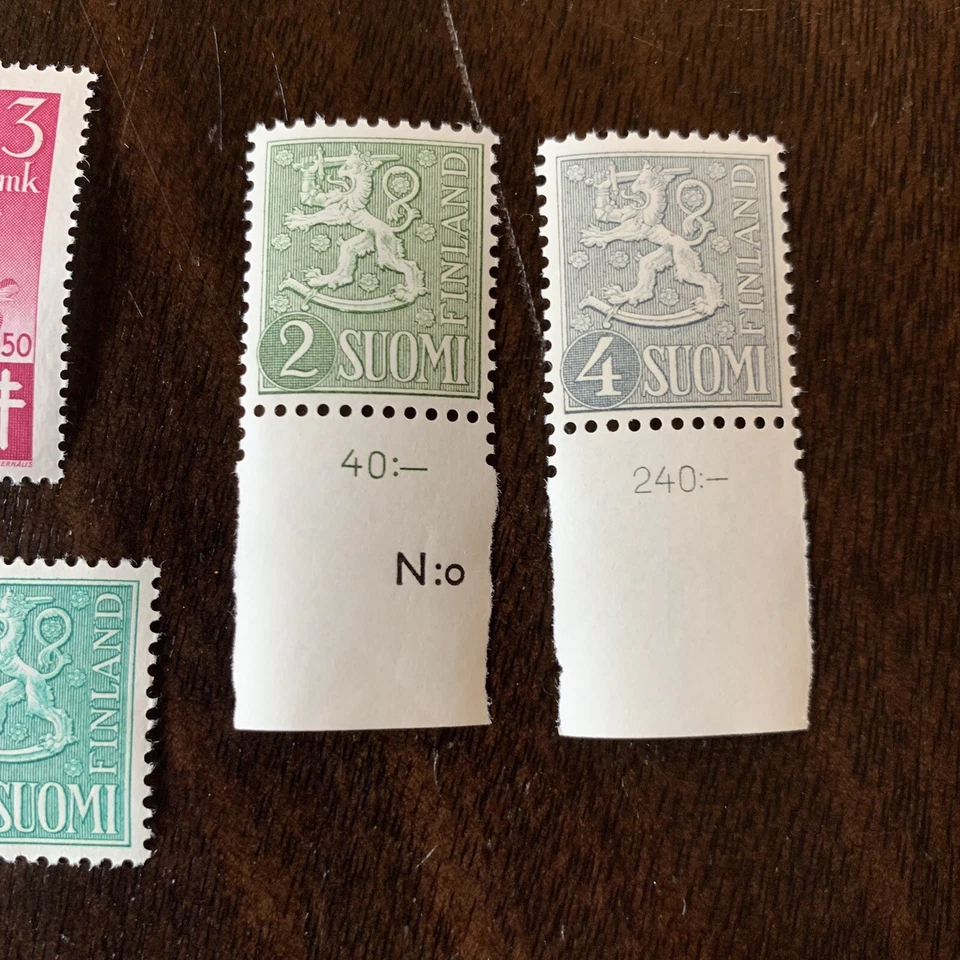 3
mk
50
FINLAND
2 SUOMI
40:–
N:o
FINLAND
4 SUOMI
240:–
FINLAND
SUOMI